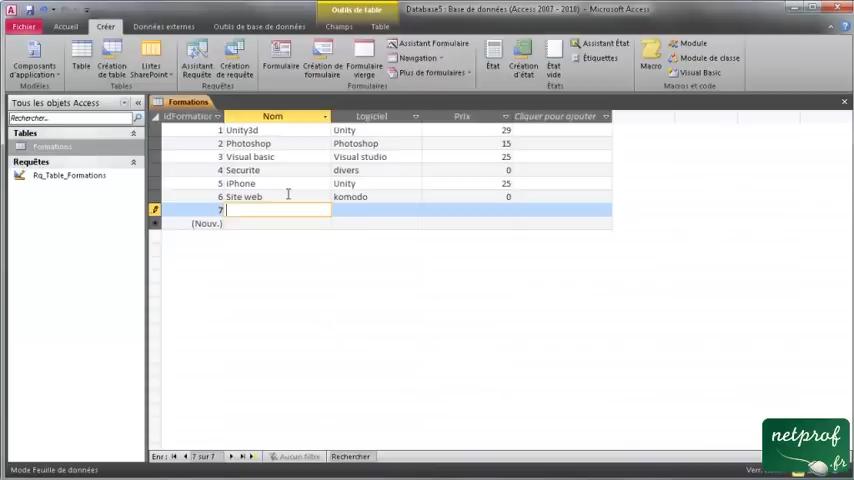 Outils de table
Database5 : Base de données (Access 2007 - 2010) - Microsoft Access
Fichier Accueil Créer Données externes Outils de base de données Champs Table
Composants d'application
Table
Création de table
Listes SharePoint
Assistant Requête
Création de requête
Formulaire
Création de formulaire
Formulaire vierge
Assistant Formulaire
Navigation
Plus de formulaires
État
Création d'état
État vide
Assistant État
Étiquettes
Macro
Module
Module de classe
Visual Basic
Modèles Tables Requêtes Formulaires États Macros et code
Tous les objets Access
Rechercher...
Tables
Formations
Requêtes
Rq_Table_Formations
Formations
idFormation Nom Logiciel Prix Cliquer pour ajouter
1 Unity3d Unity 29
2 Photoshop Photoshop 15
3 Visual basic Visual studio 25
4 Securite divers 0
5 iPhone Unity 25
6 Site web komodo 0
7
(Nouv.)
Enr : 7 sur 7 Aucun filtre Rechercher
Mode Feuille de données
Verr.
netprof
.fr